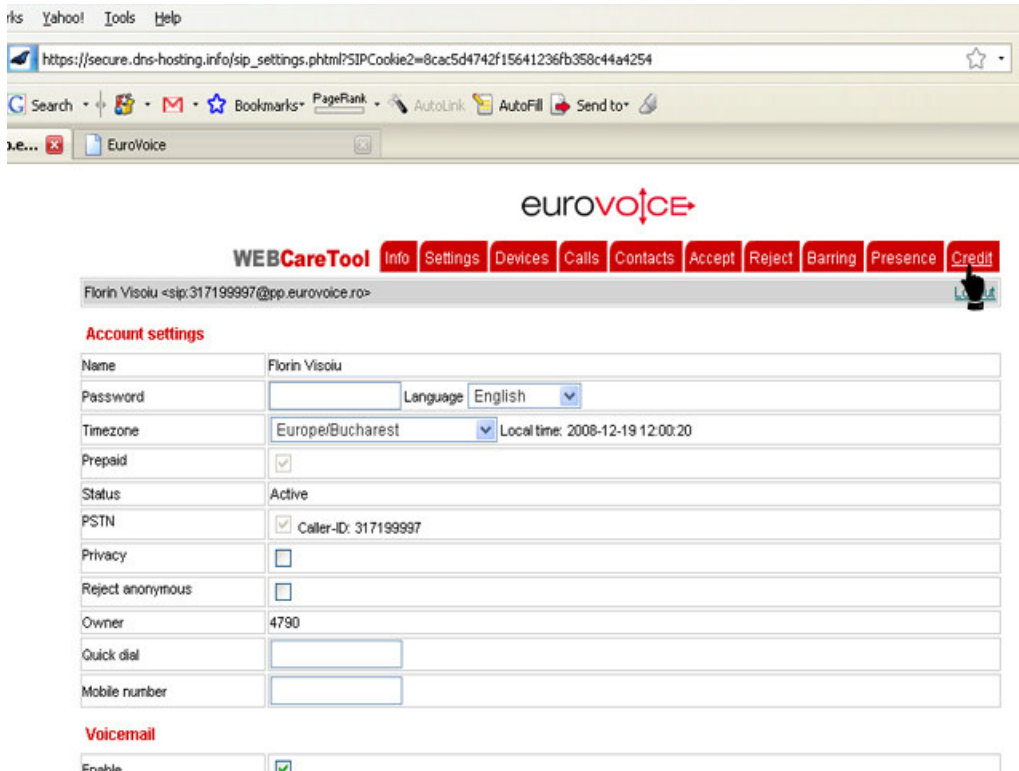 rks Yahoo! Tools Help
https://secure.dns-hosting.info/sip_settings.phtml?SIPCookie2=8cac5d4742f15641236fb358c44a4254
G Search Bookmarks PageRank AutoLink AutoFill Send to
o.e... EuroVoice
eurovoice
WEBCareTool Info Settings Devices Calls Contacts Accept Reject Barring Presence Credit
Florin Visoiu <sip:317199997@pp.eurovoice.ro> Logout
Account settings
Name Florin Visoiu
Password Language English
Timezone Europe/Bucharest Local time: 2008-12-19 12:00:20
Prepaid
Status Active
PSTN Caller-ID: 317199997
Privacy
Reject anonymous
Owner 4790
Quick dial
Mobile number
Voicemail
Enable